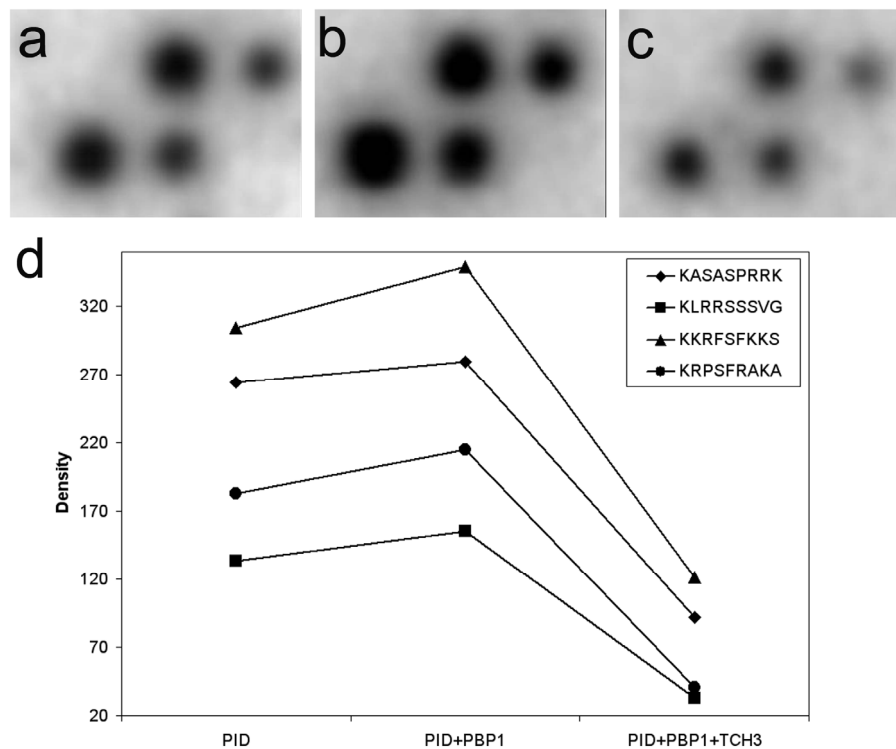 a
b
c
d
320
270
220
170
120
70
20
Density
KASASPRRK
KLRRSSSVG
KKRFSFKKS
KRPSFRAKA
PID
PID+PBP1
PID+PBP1+TCH3